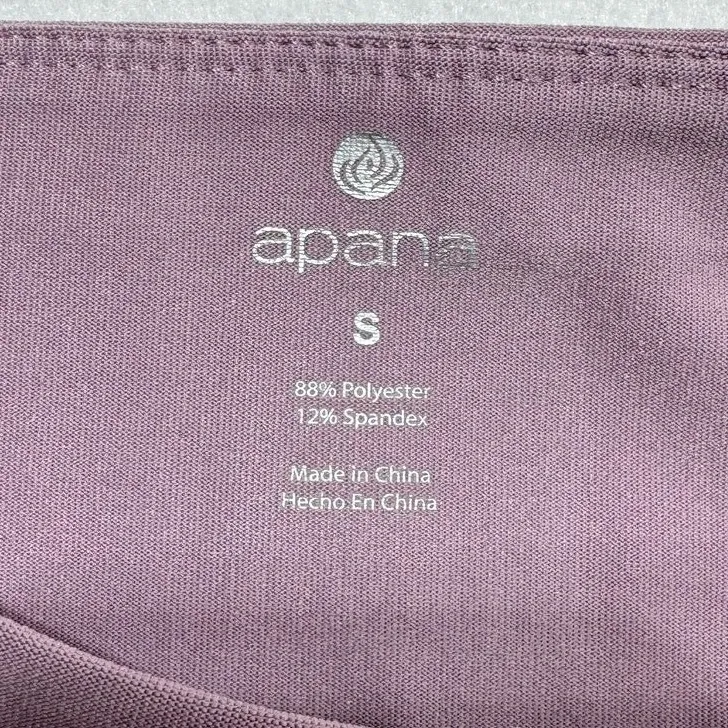 apana
S
88% Polyester
12% Spandex
Made in China
Hecho En China